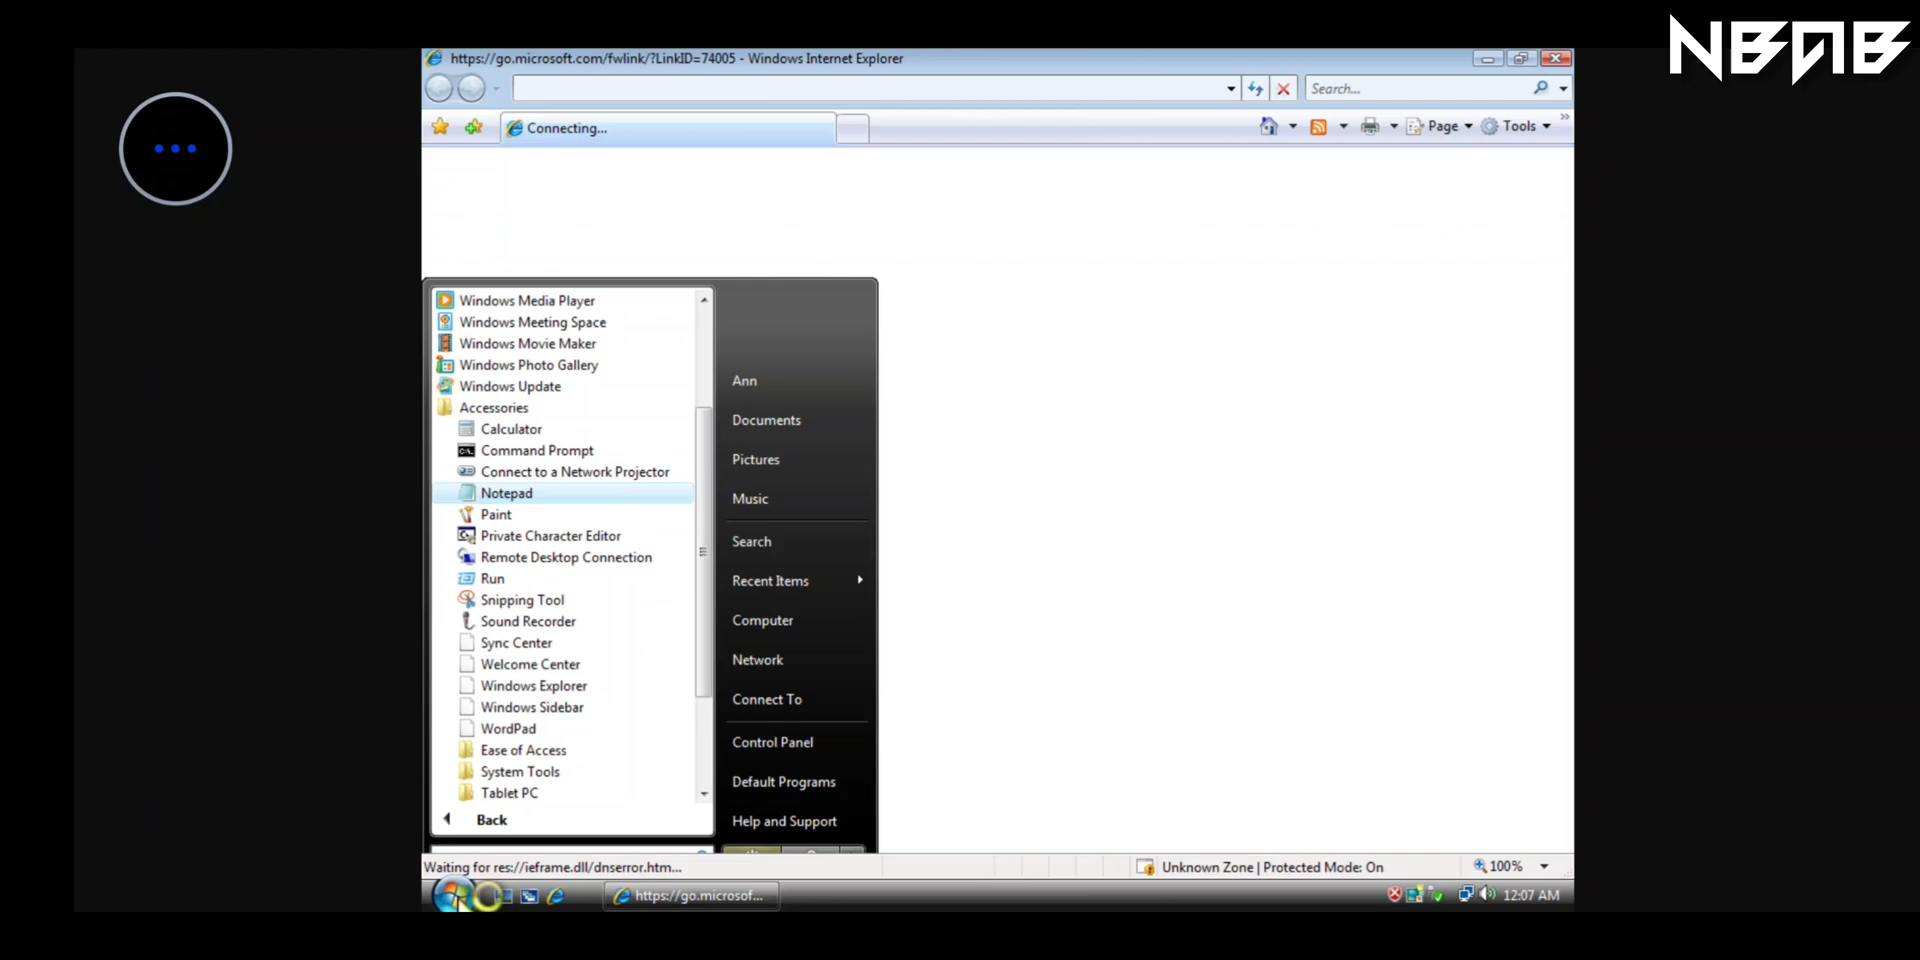 NBNB
https://go.microsoft.com/fwlink/?LinkID=74005 - Windows Internet Explorer
Search...
Connecting...
Page
Tools
Windows Media Player
Windows Meeting Space
Windows Movie Maker
Windows Photo Gallery
Windows Update
Accessories
Calculator
Command Prompt
Connect to a Network Projector
Notepad
Paint
Private Character Editor
Remote Desktop Connection
Run
Snipping Tool
Sound Recorder
Sync Center
Welcome Center
Windows Explorer
Windows Sidebar
WordPad
Ease of Access
System Tools
Tablet PC
Back
Ann
Documents
Pictures
Music
Search
Recent Items
Computer
Network
Connect To
Control Panel
Default Programs
Help and Support
Waiting for res://ieframe.dll/dnserror.htm...
Unknown Zone | Protected Mode: On
100%
https://go.microsof...
12:07 AM